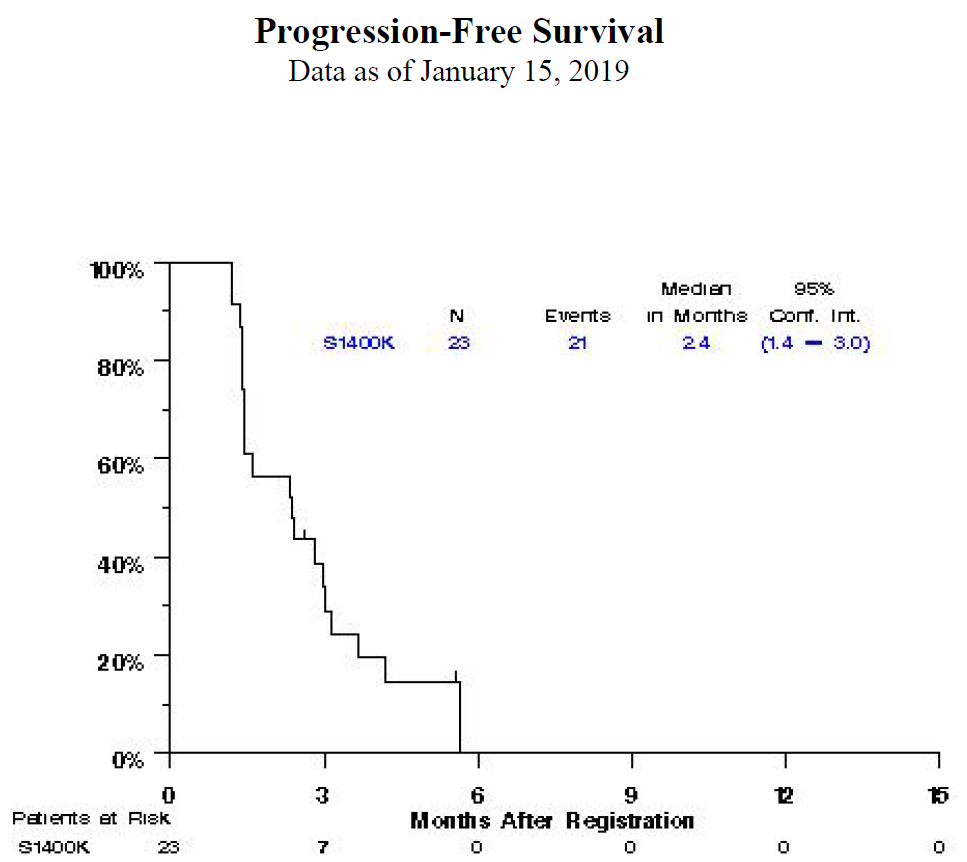 Progression-Free Survival
Data as of January 15, 2019
100%
80%
60%
40%
20%
0%
Median 95%
N Events in Months Conf. Int.
S1400K 23 21 2.4 (1.4 – 3.0)
0 3 6 9 12 15
Patients at Risk
Months After Registration
S1400K 23 7 0 0 0 0